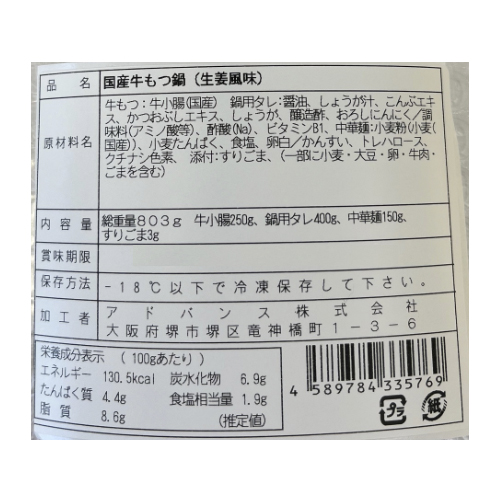 品名 国産牛もつ鍋（生姜風味）
原材料名 牛もつ：牛小腸(国産) 鍋用タレ:醤油、しょうが汁、こんぶエキ
ス、かつおぶしエキス、しょうが、醸造酢、おろしにんにく／調
味料(アミノ酸等)、酢酸(Na)、ビタミンB1、中華麺:小麦粉(小麦(
国産))、小麦たんぱく、食塩、卵白／かんすい、トレハロース、
クチナシ色素、 添付:すりごま、（一部に小麦・大豆・卵・牛肉・
ごまを含む）
内容量 総重量８０３ｇ 牛小腸250g、鍋用タレ400g、中華麺150g、
すりごま3g
賞味期限
保存方法 －１８℃以下で冷凍保存して下さい。
加工者 アドバンス株式会社
大阪府堺市堺区竜神橋町１－３－６
栄養成分表示 （100gあたり）
エネルギー 130.5kcal 炭水化物 6.9g
たんぱく質 4.4g 食塩相当量 1.9g
脂質 8.6g (推定値)
4 589784 335769
プラ 紙